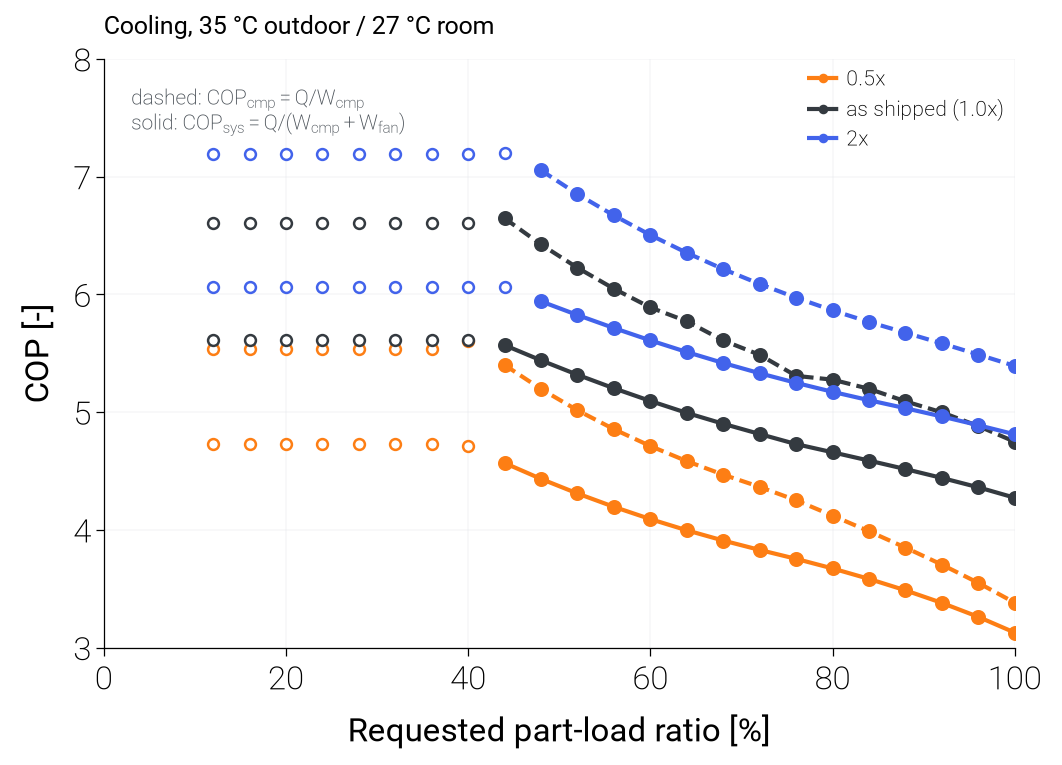 Cooling, 35 °C outdoor / 27 °C room
8
7
6
5
4
3
COP [-]
dashed: COPcmp = Q/Wcmp
solid: COPsys = Q/(Wcmp + Wfan)
0.5x
as shipped (1.0x)
2x
0 20 40 60 80 100
Requested part-load ratio [%]